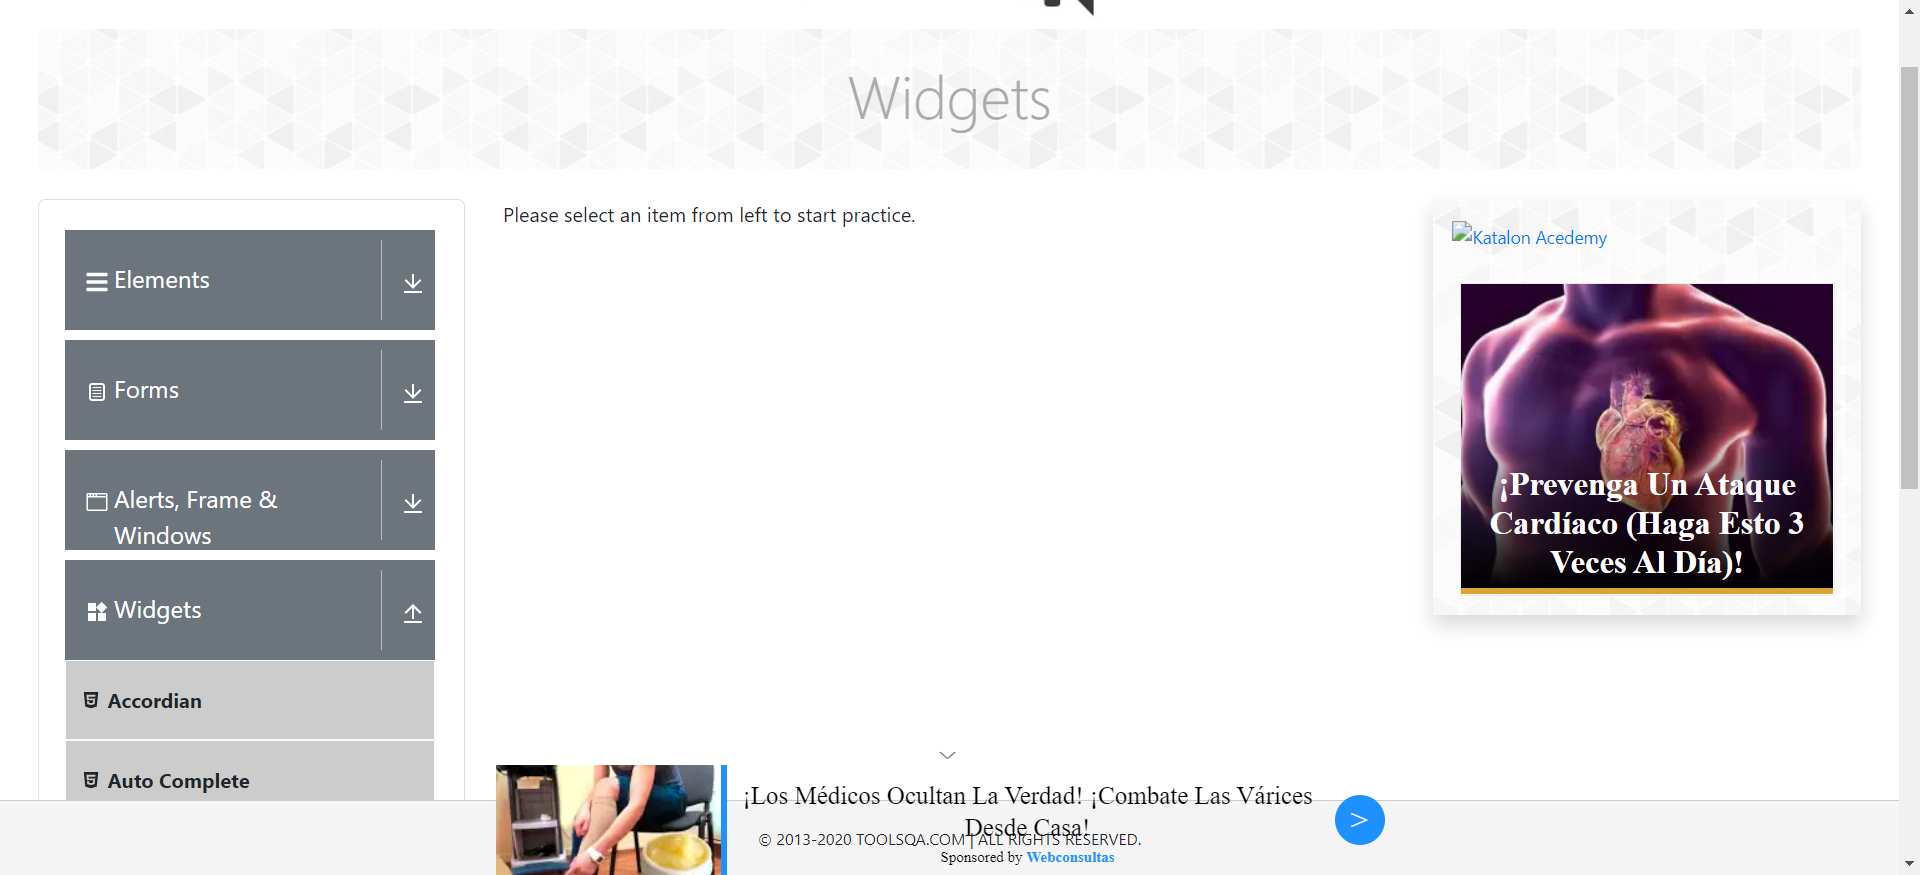 Widgets
Elements
Forms
Alerts, Frame &
Windows
Widgets
Accordian
Auto Complete
Please select an item from left to start practice.
Katalon Acedemy
¡Prevenga Un Ataque
Cardíaco (Haga Esto 3
Veces Al Día)!
¡Los Médicos Ocultan La Verdad! ¡Combate Las Várices
Desde Casa!
© 2013-2020 TOOLSQA.COM | ALL RIGHTS RESERVED.
Sponsored by Webconsultas